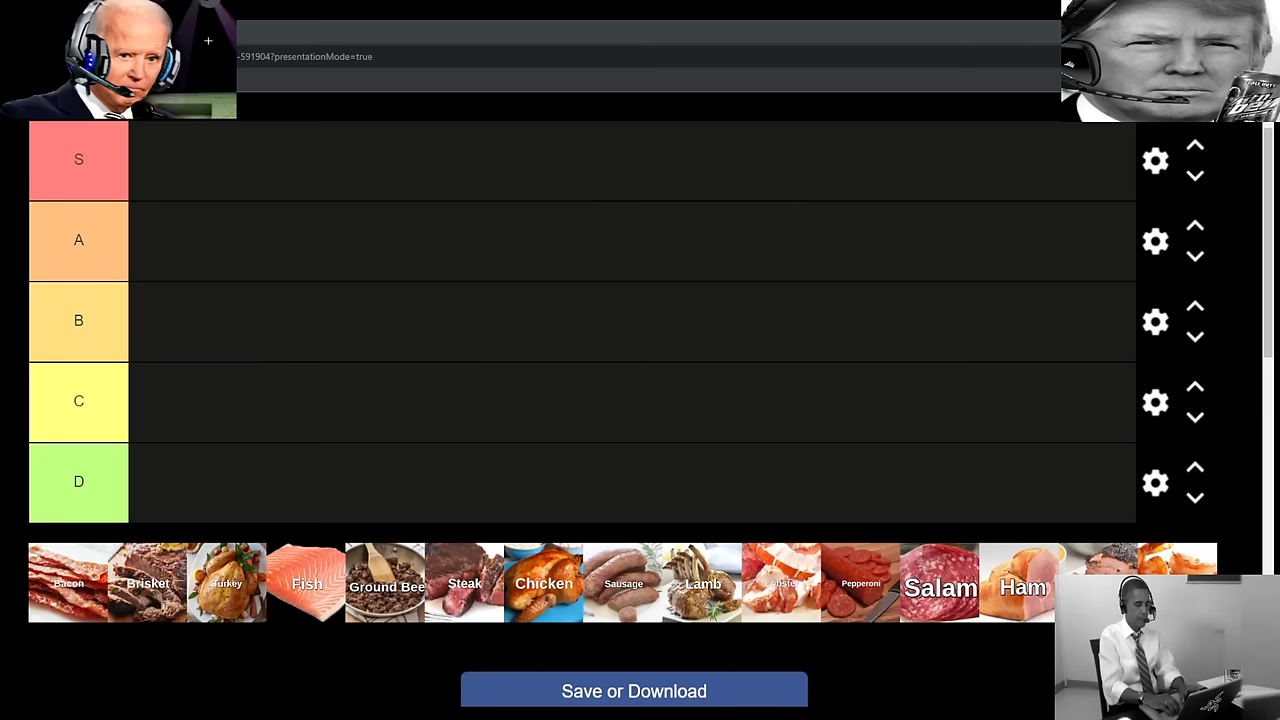 -591904?presentationMode=true
S
A
B
C
D
Bacon
Brisket
Turkey
Fish
Ground Bee
Steak
Chicken
Sausage
Lamb
Pepperoni
Salam
Ham
Save or Download